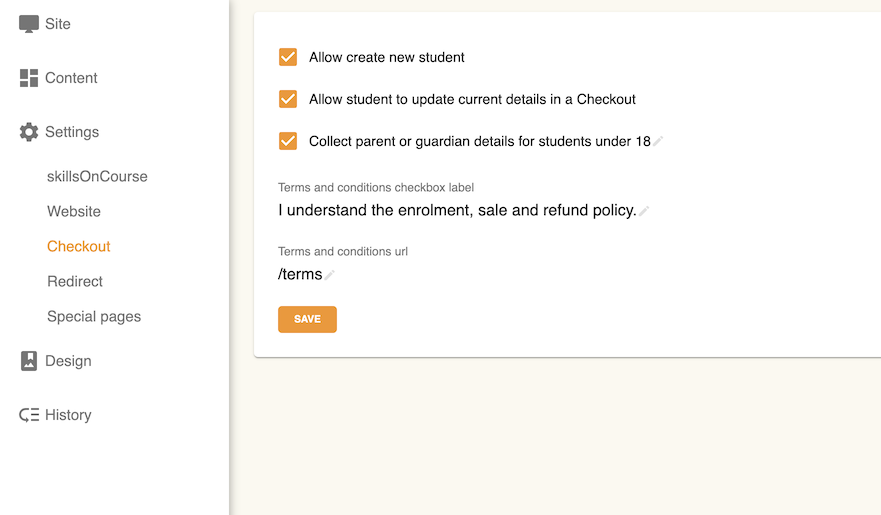 Site
Content
Settings
skillsOnCourse
Website
Checkout
Redirect
Special pages
Design
History
Allow create new student
Allow student to update current details in a Checkout
Collect parent or guardian details for students under 18
Terms and conditions checkbox label
I understand the enrolment, sale and refund policy.
Terms and conditions url
/terms
SAVE